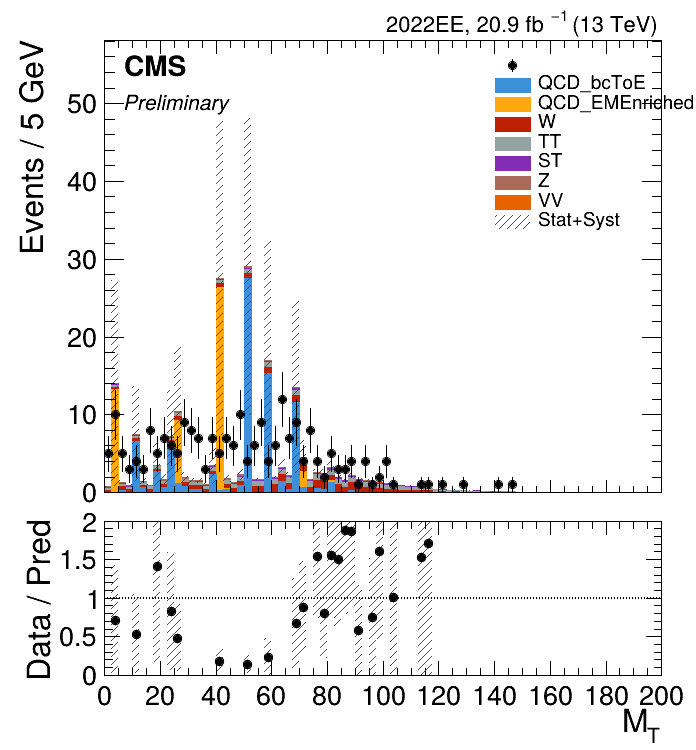 2022EE, 20.9 fb⁻¹ (13 TeV)
CMS
Preliminary
Events / 5 GeV
50
40
30
20
10
0
QCD_bcToE
QCD_EMEnriched
W
TT
ST
Z
VV
Stat+Syst
Data / Pred
2
1.5
1
0.5
0
0 20 40 60 80 100 120 140 160 180 200
M_T